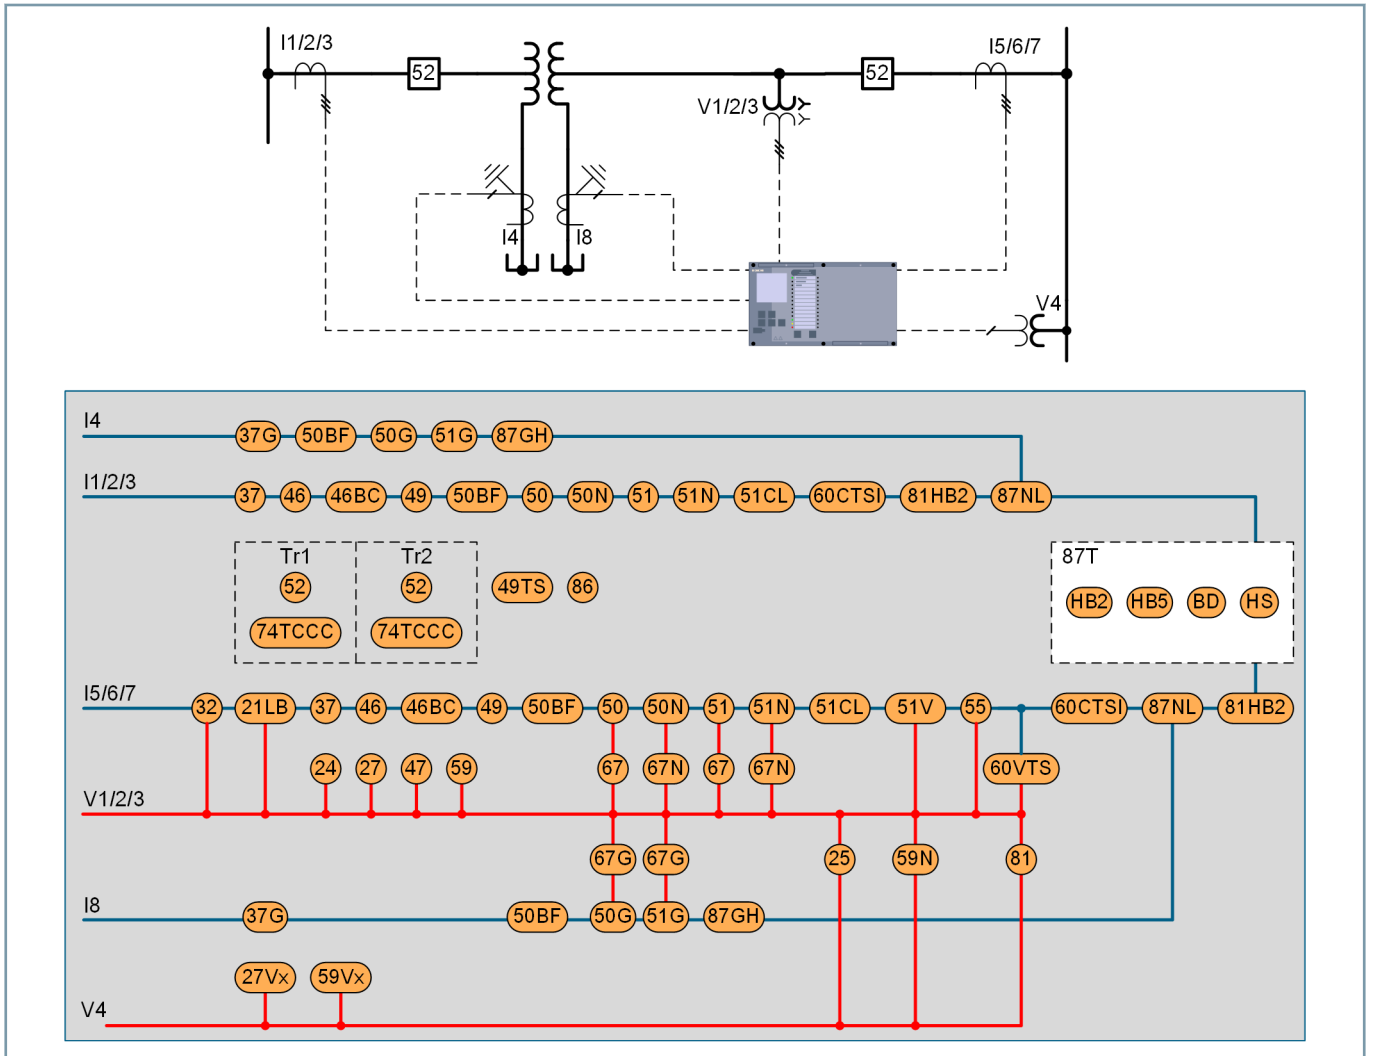 I1/2/3
I5/6/7
52
52
V1/2/3
I4
I8
V4
I4
37G 50BF 50G 51G 87GH
I1/2/3
37 46 46BC 49 50BF 50 50N 51 51N 51CL 60CTSI 81HB2 87NL
Tr1 Tr2 87T
52 52 49TS 86
HB2 HB5 BD HS
74TCCC 74TCCC
I5/6/7
32 21LB 37 46 46BC 49 50BF 50 50N 51 51N 51CL 51V 55 60CTSI 87NL 81HB2
24 27 47 59 67 67N 67 67N 60VTS
V1/2/3
67G 67G 25 59N 81
I8
37G 50BF 50G 51G 87GH
27Vx 59Vx
V4